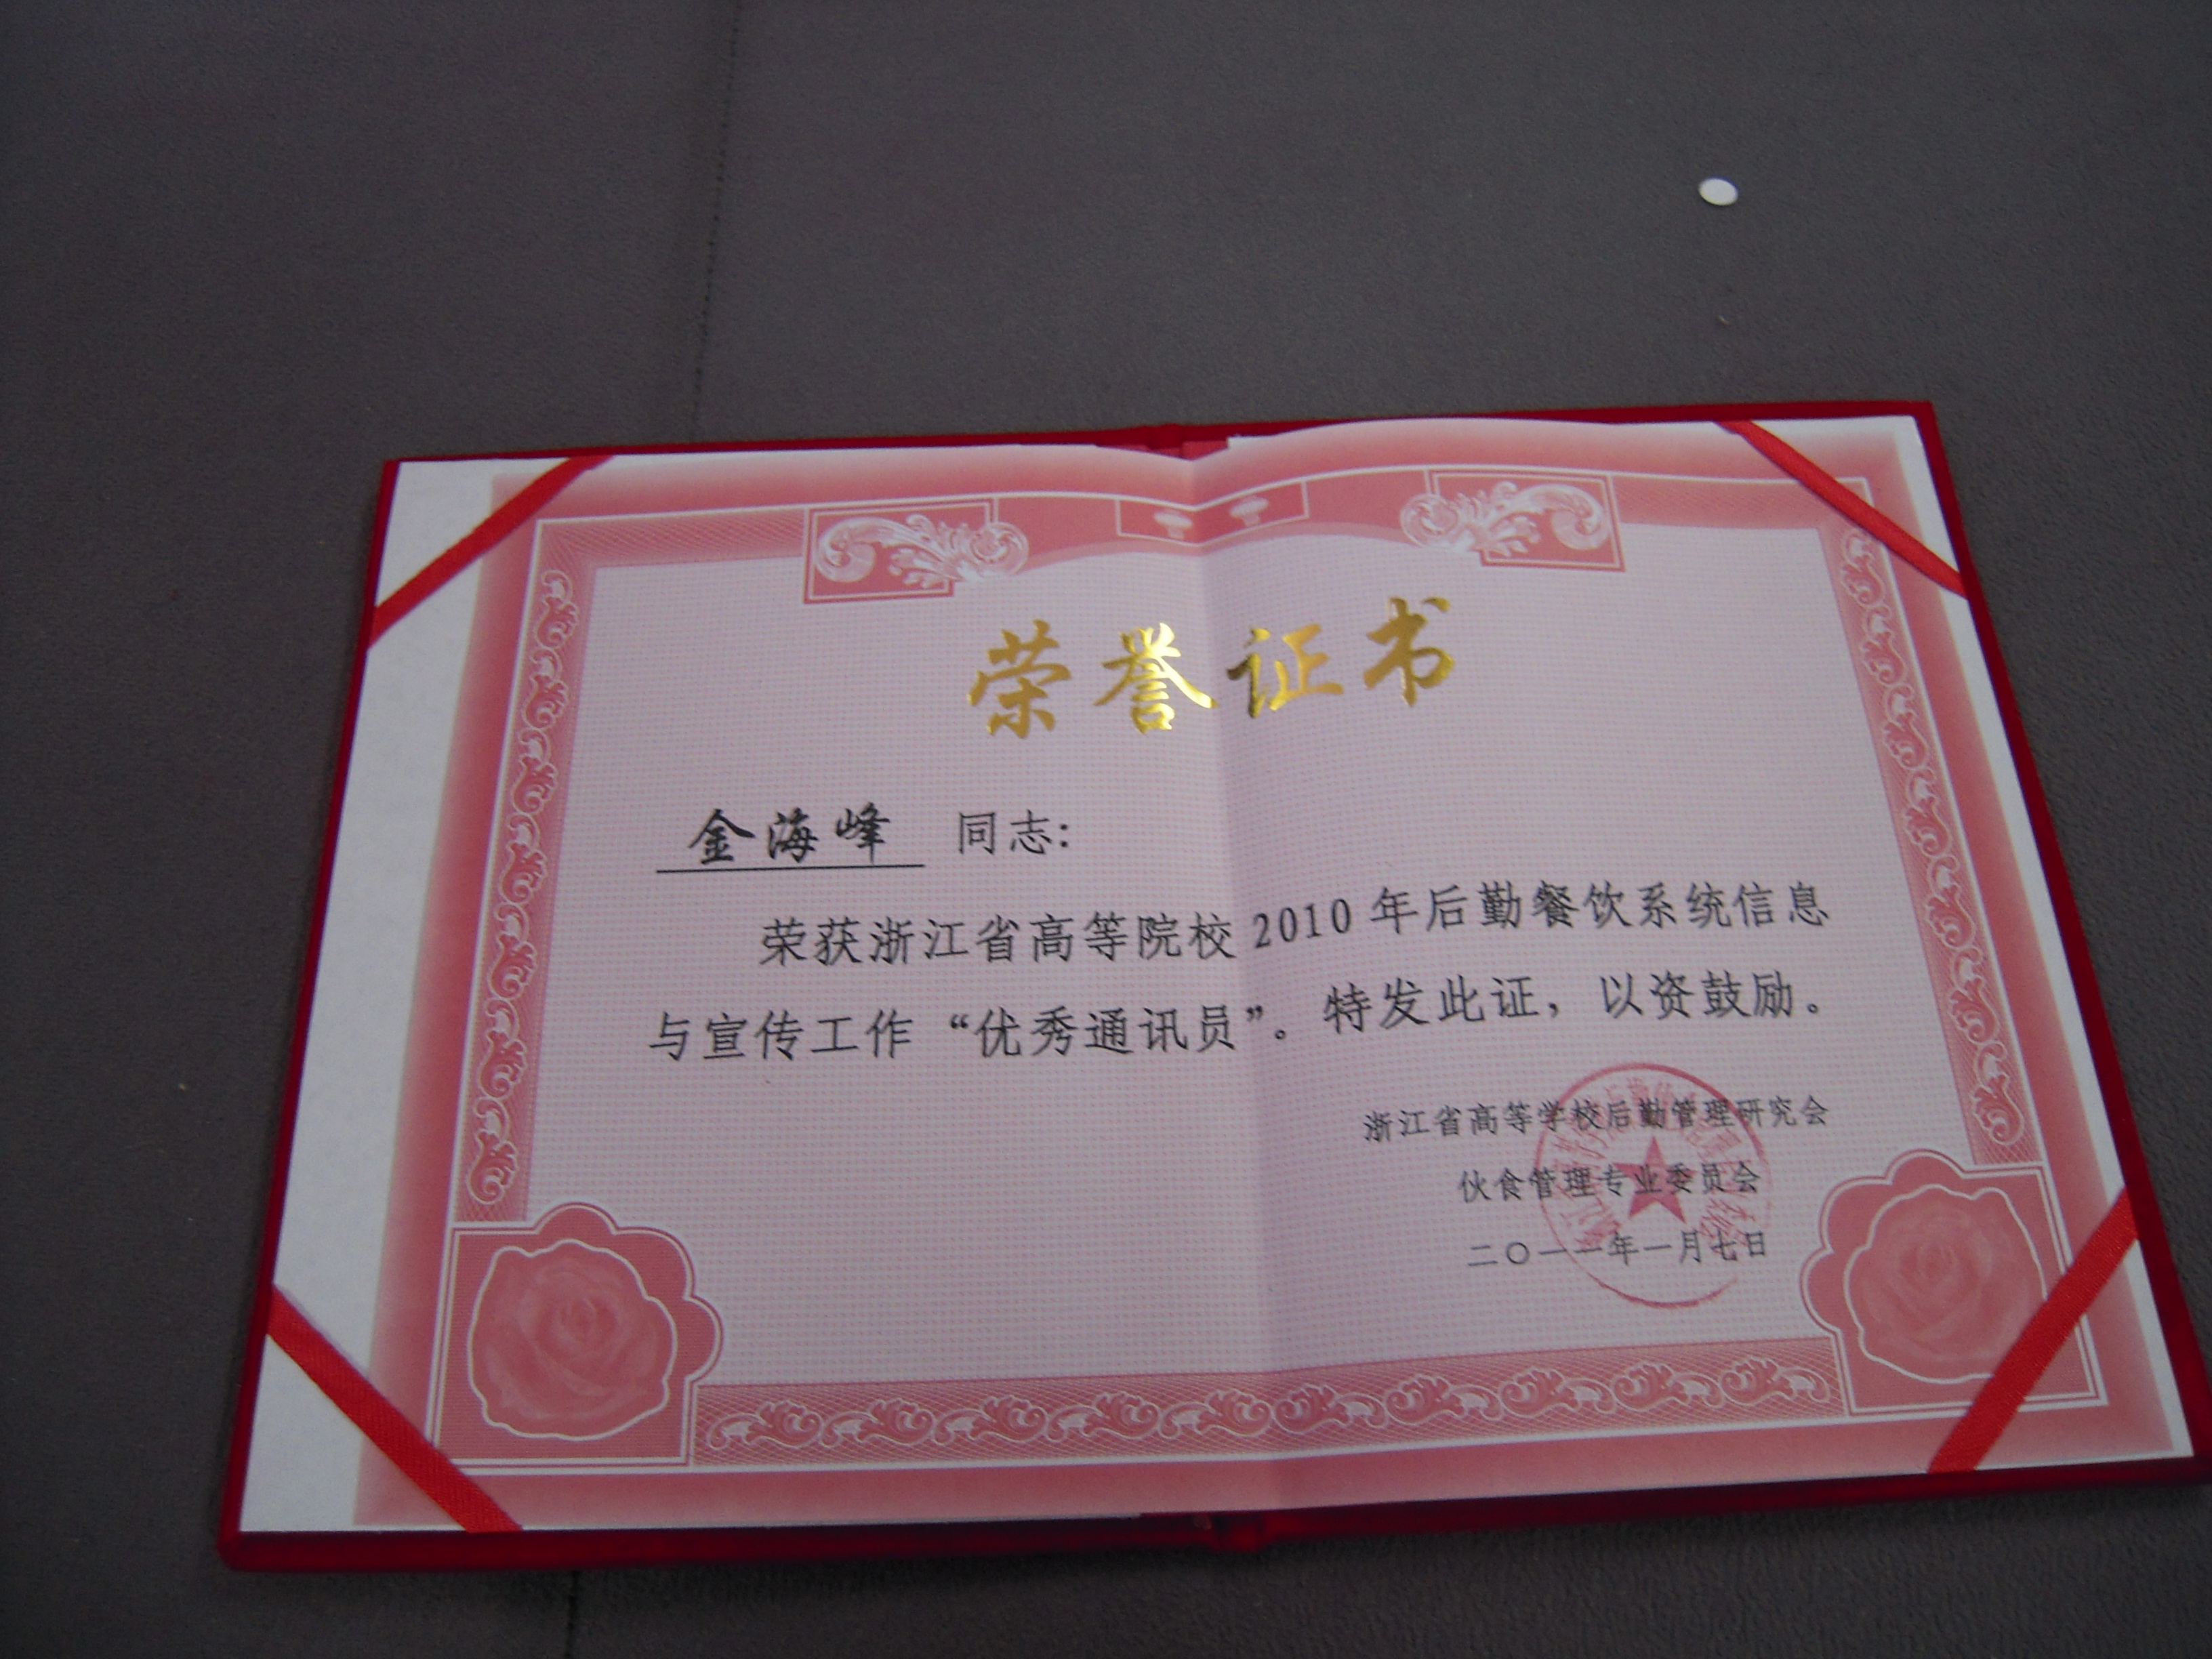 荣誉证书
金海峰 同志：
荣获浙江省高等院校2010年后勤餐饮系统信息
与宣传工作“优秀通讯员”。特发此证，以资鼓励。
浙江省高等学校后勤管理研究会
伙食管理专业委员会
二〇一一年一月七日